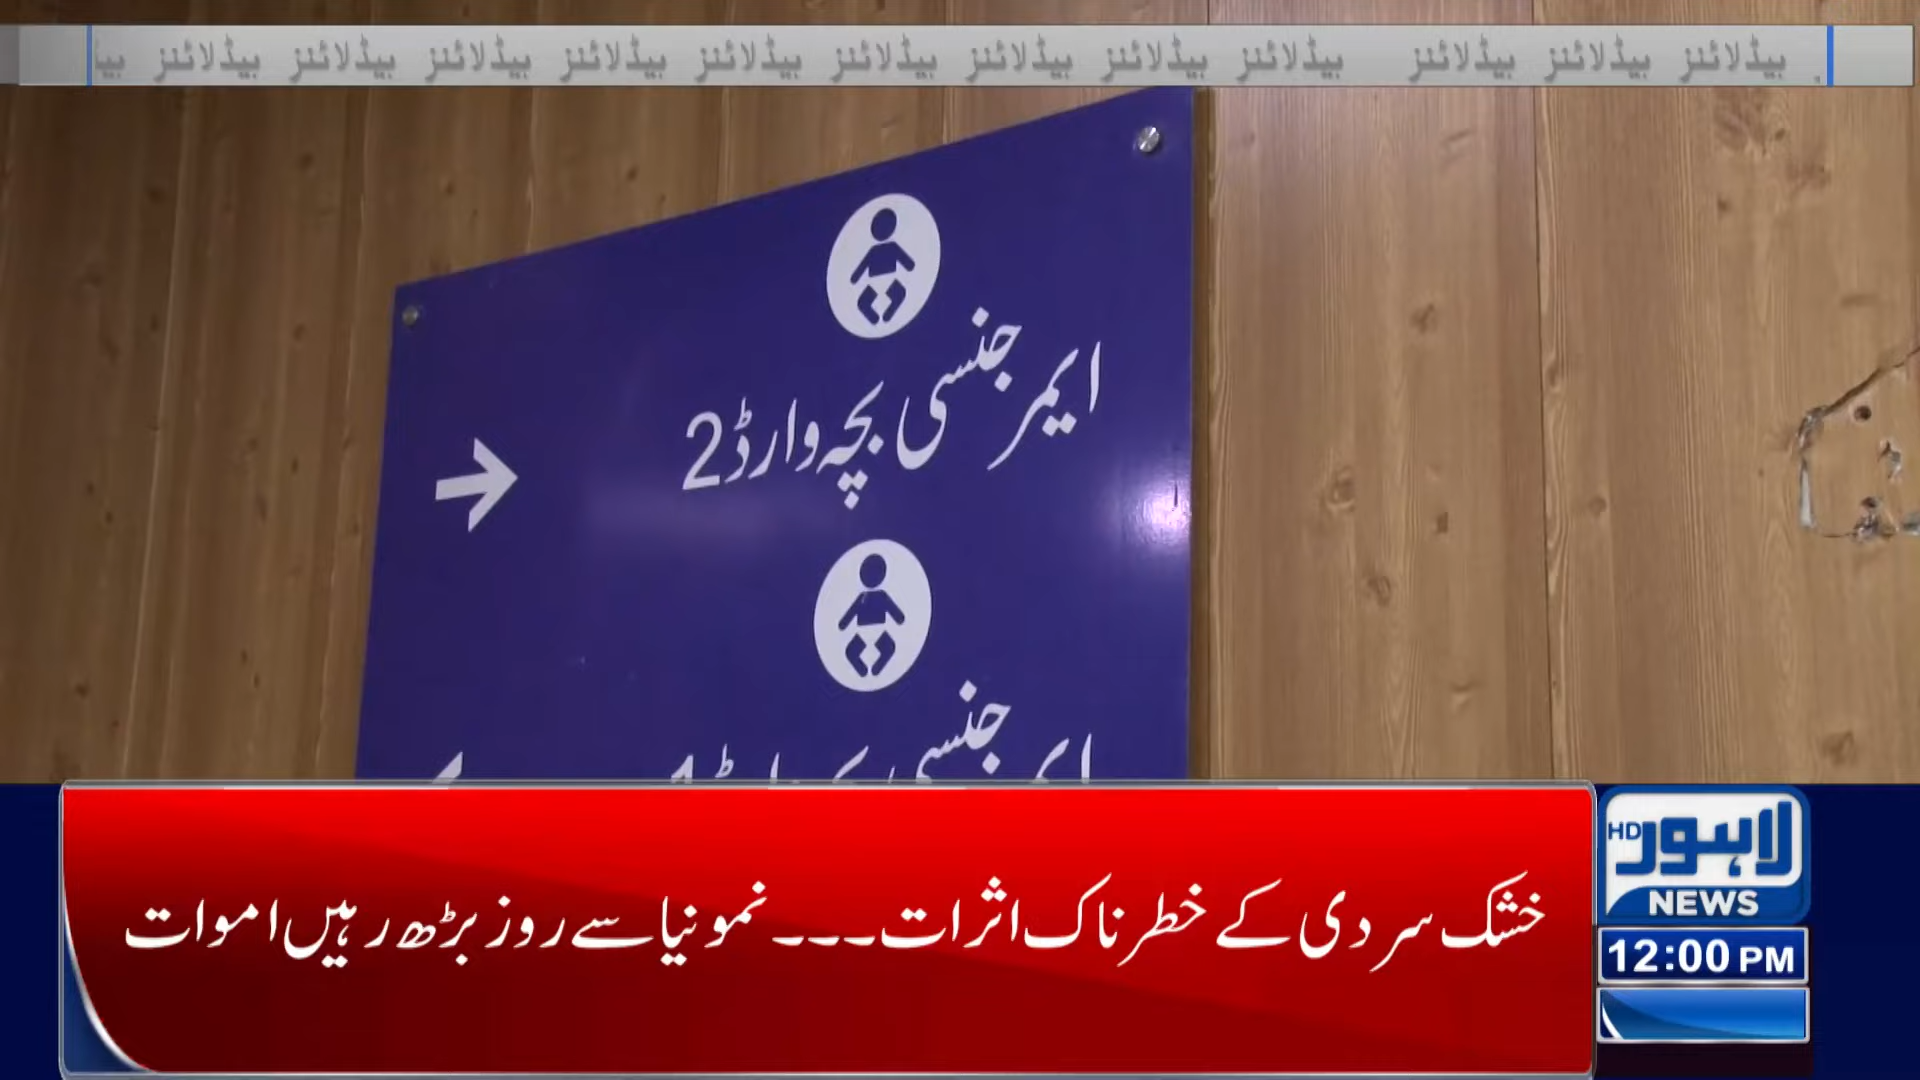 ہیڈلائنز ہیڈلائنز ہیڈلائنز ہیڈلائنز ہیڈلائنز ہیڈلائنز ہیڈلائنز ہیڈلائنز ہیڈلائنز ہیڈلائنز ہیڈلائنز ہیڈلائنز
ایمرجنسی بچہ وارڈ 2
ایمرجنسی
خشک سردی کے خطرناک اثرات۔۔۔ نمونیا سے روز بڑھ رہیں اموات
لاہور HD
NEWS
12:00 PM